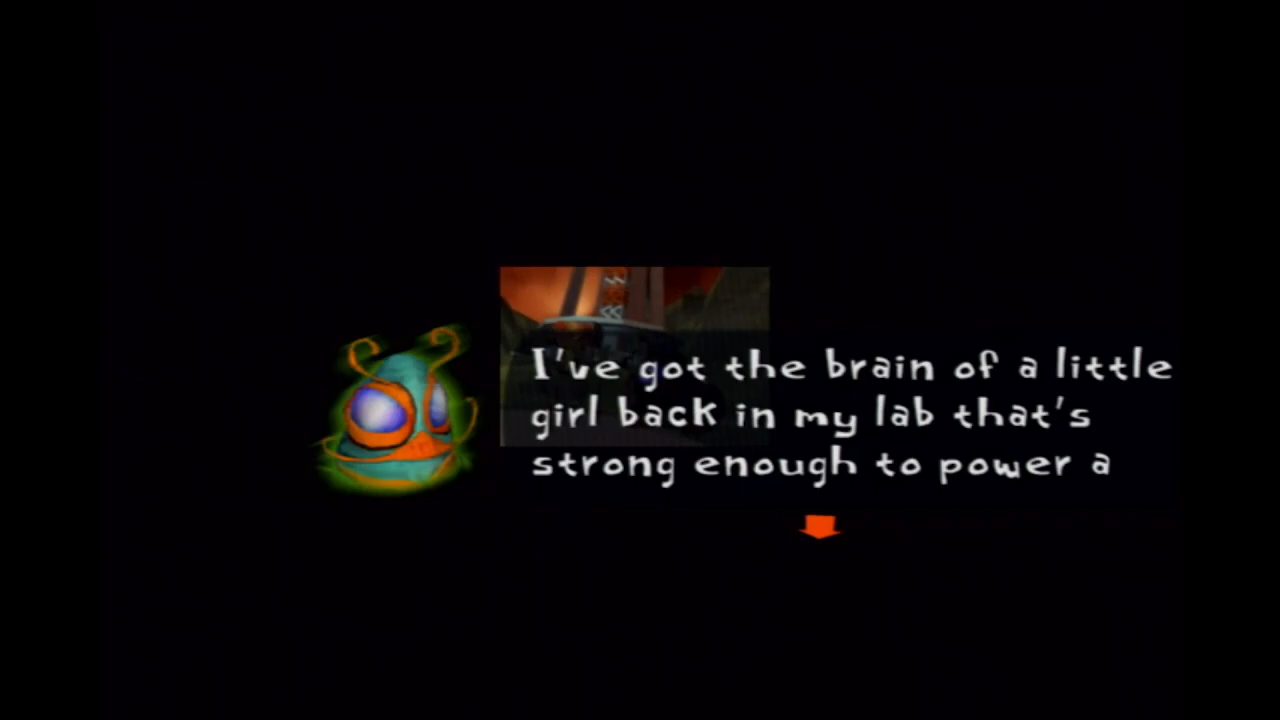 I've got the brain of a little
girl back in my lab that's
strong enough to power a